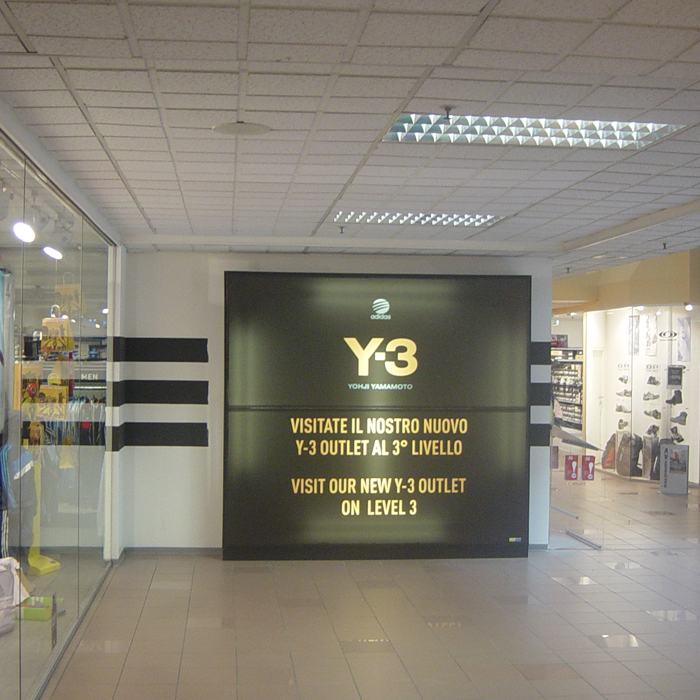 adidas
Y-3
YOHJI YAMAMOTO
VISITATE IL NOSTRO NUOVO
Y-3 OUTLET AL 3° LIVELLO
VISIT OUR NEW Y-3 OUTLET
ON LEVEL 3
MEN